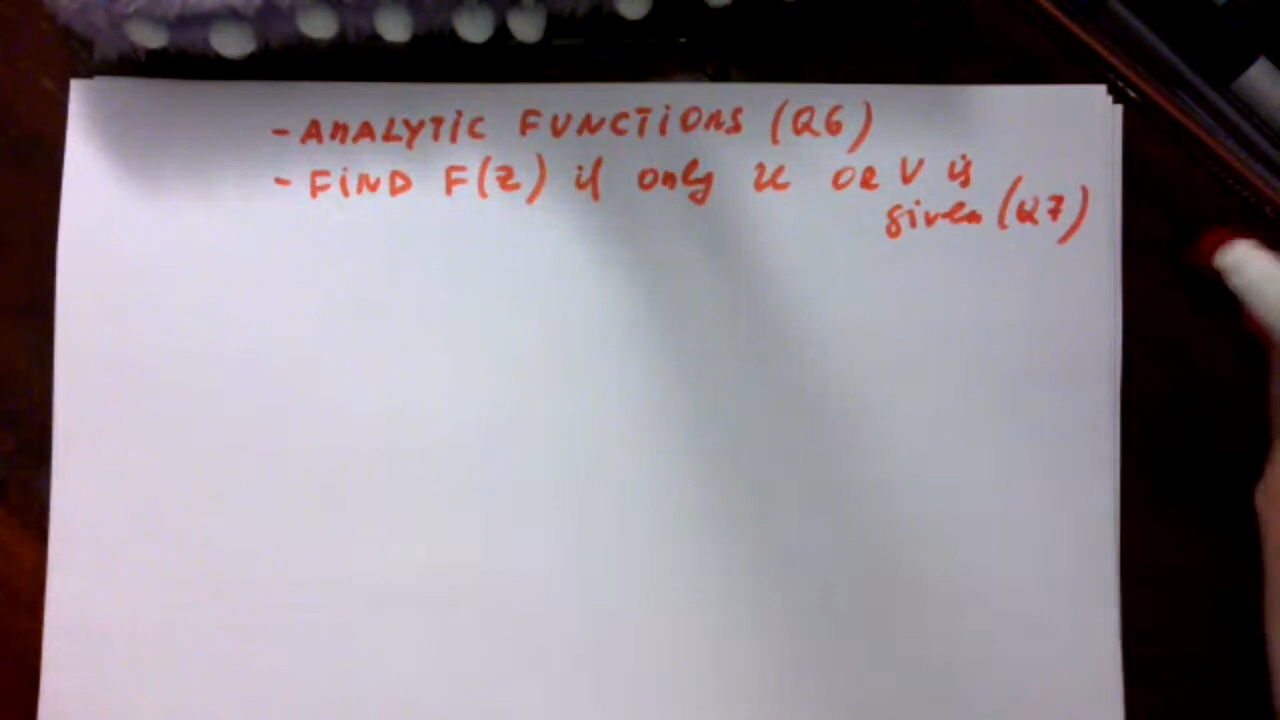 - ANALYTIC FUNCTIONS (Q6)
- FIND F(Z) if only u OR V is
given (Q7)